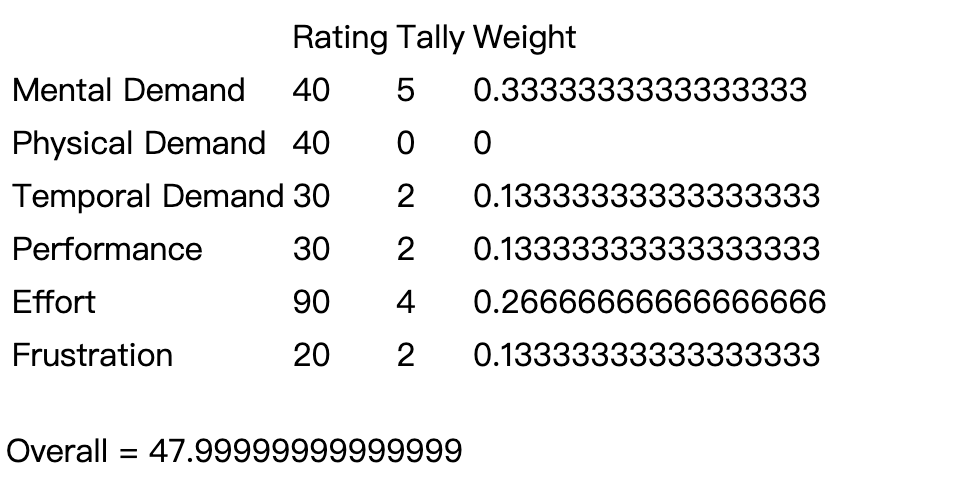 Rating Tally Weight
Mental Demand 40 5 0.3333333333333333
Physical Demand 40 0 0
Temporal Demand 30 2 0.13333333333333333
Performance 30 2 0.13333333333333333
Effort 90 4 0.26666666666666666
Frustration 20 2 0.13333333333333333
Overall = 47.99999999999999